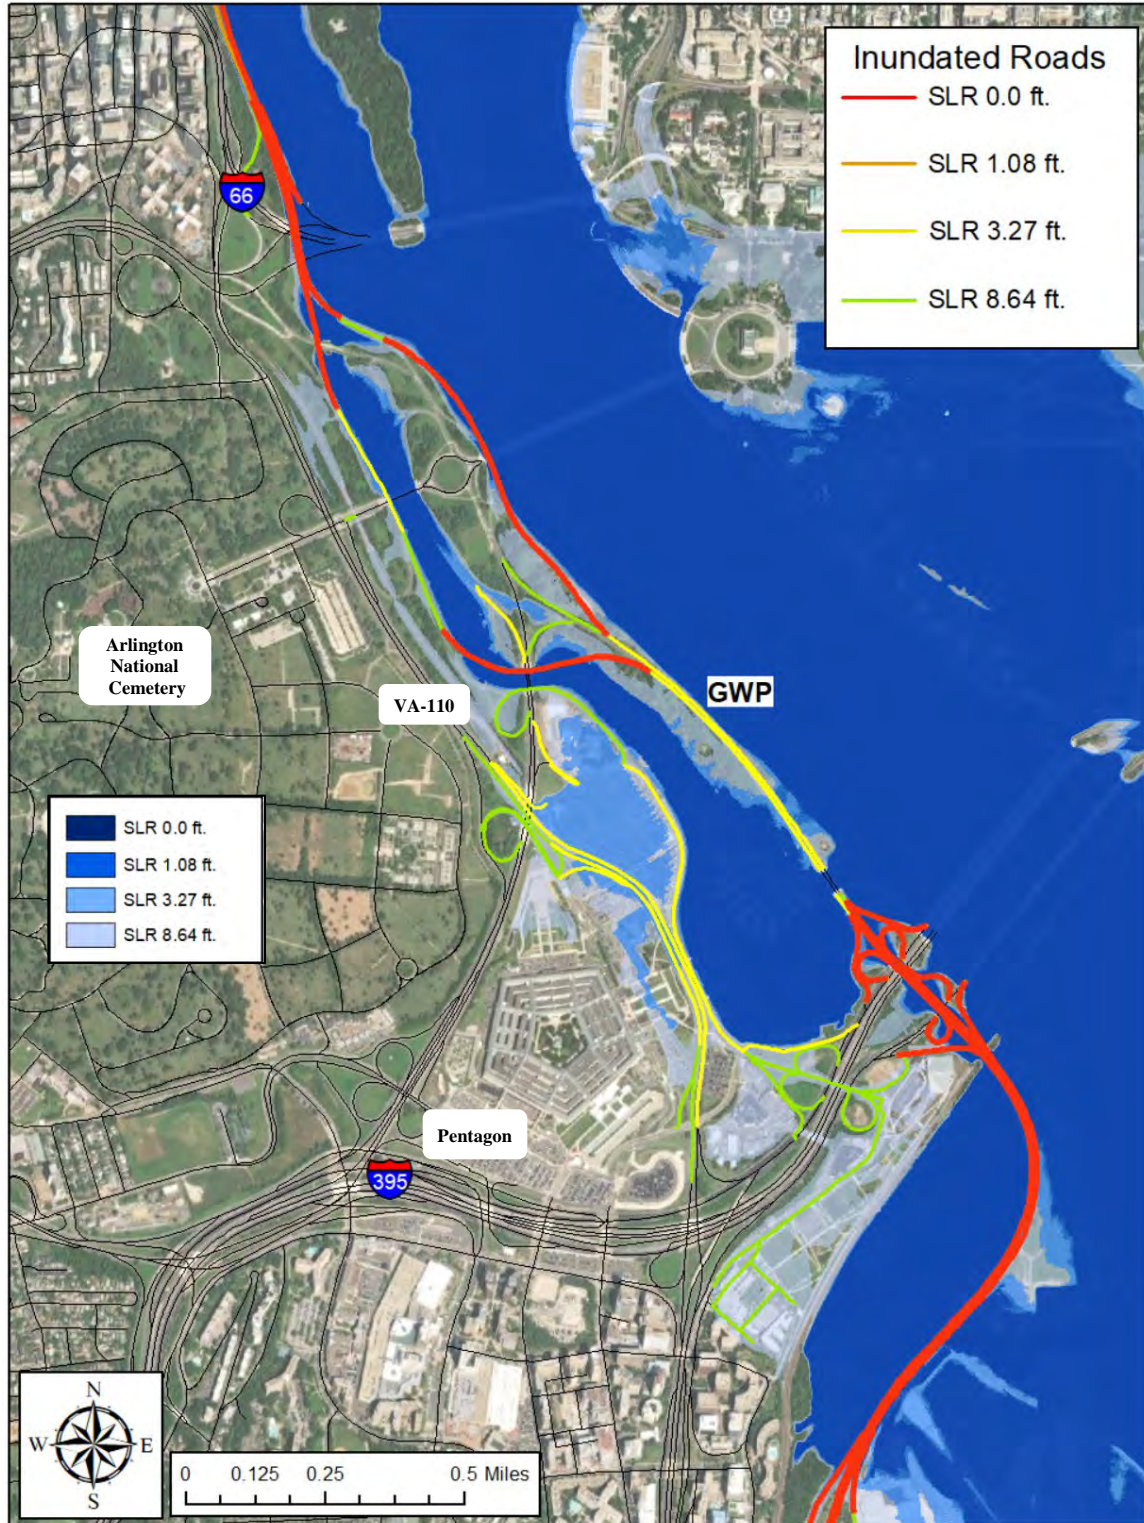 Inundated Roads
SLR 0.0 ft.
SLR 1.08 ft.
SLR 3.27 ft.
SLR 8.64 ft.
66
Arlington
National
Cemetery
VA-110
GWP
SLR 0.0 ft.
SLR 1.08 ft.
SLR 3.27 ft.
SLR 8.64 ft.
Pentagon
395
N
W E
S
0 0.125 0.25 0.5 Miles